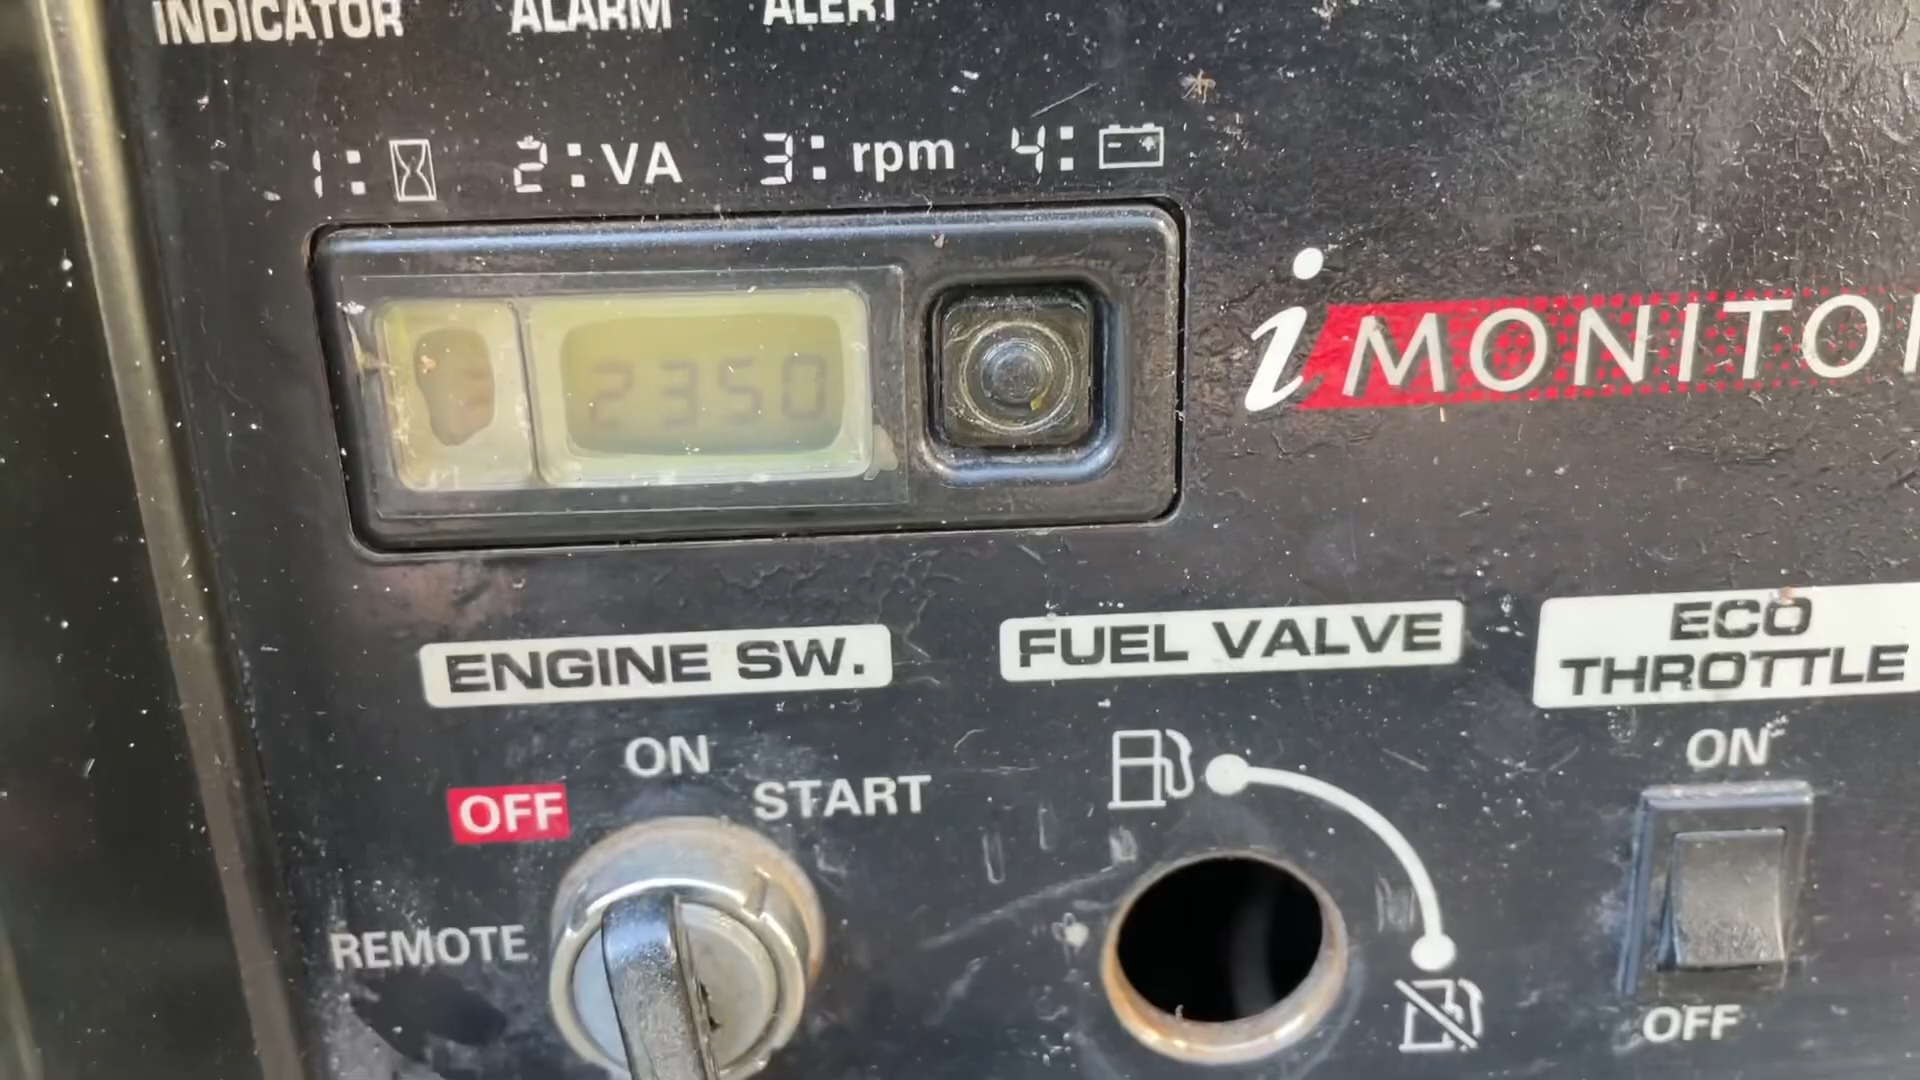 INDICATOR ALARM ALERT
1: 2: VA 3: rpm 4:
2350
i MONITOR
ENGINE SW. FUEL VALVE ECO
THROTTLE
ON ON
OFF START
REMOTE
OFF